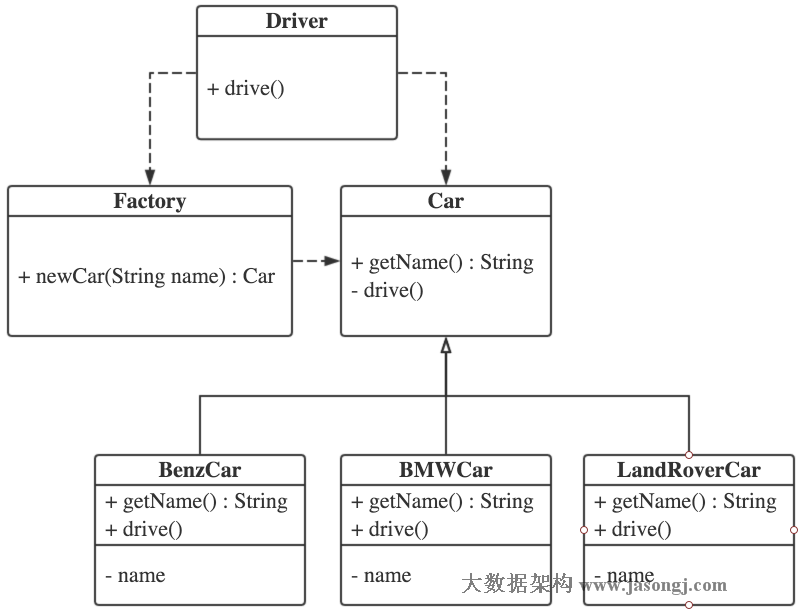 Driver
+ drive()
Factory
+ newCar(String name) : Car
Car
+ getName() : String
- drive()
BenzCar
+ getName() : String
+ drive()
- name
BMWCar
+ getName() : String
+ drive()
- name
LandRoverCar
+ getName() : String
+ drive()
- name
大数据架构 www.jasongj.com